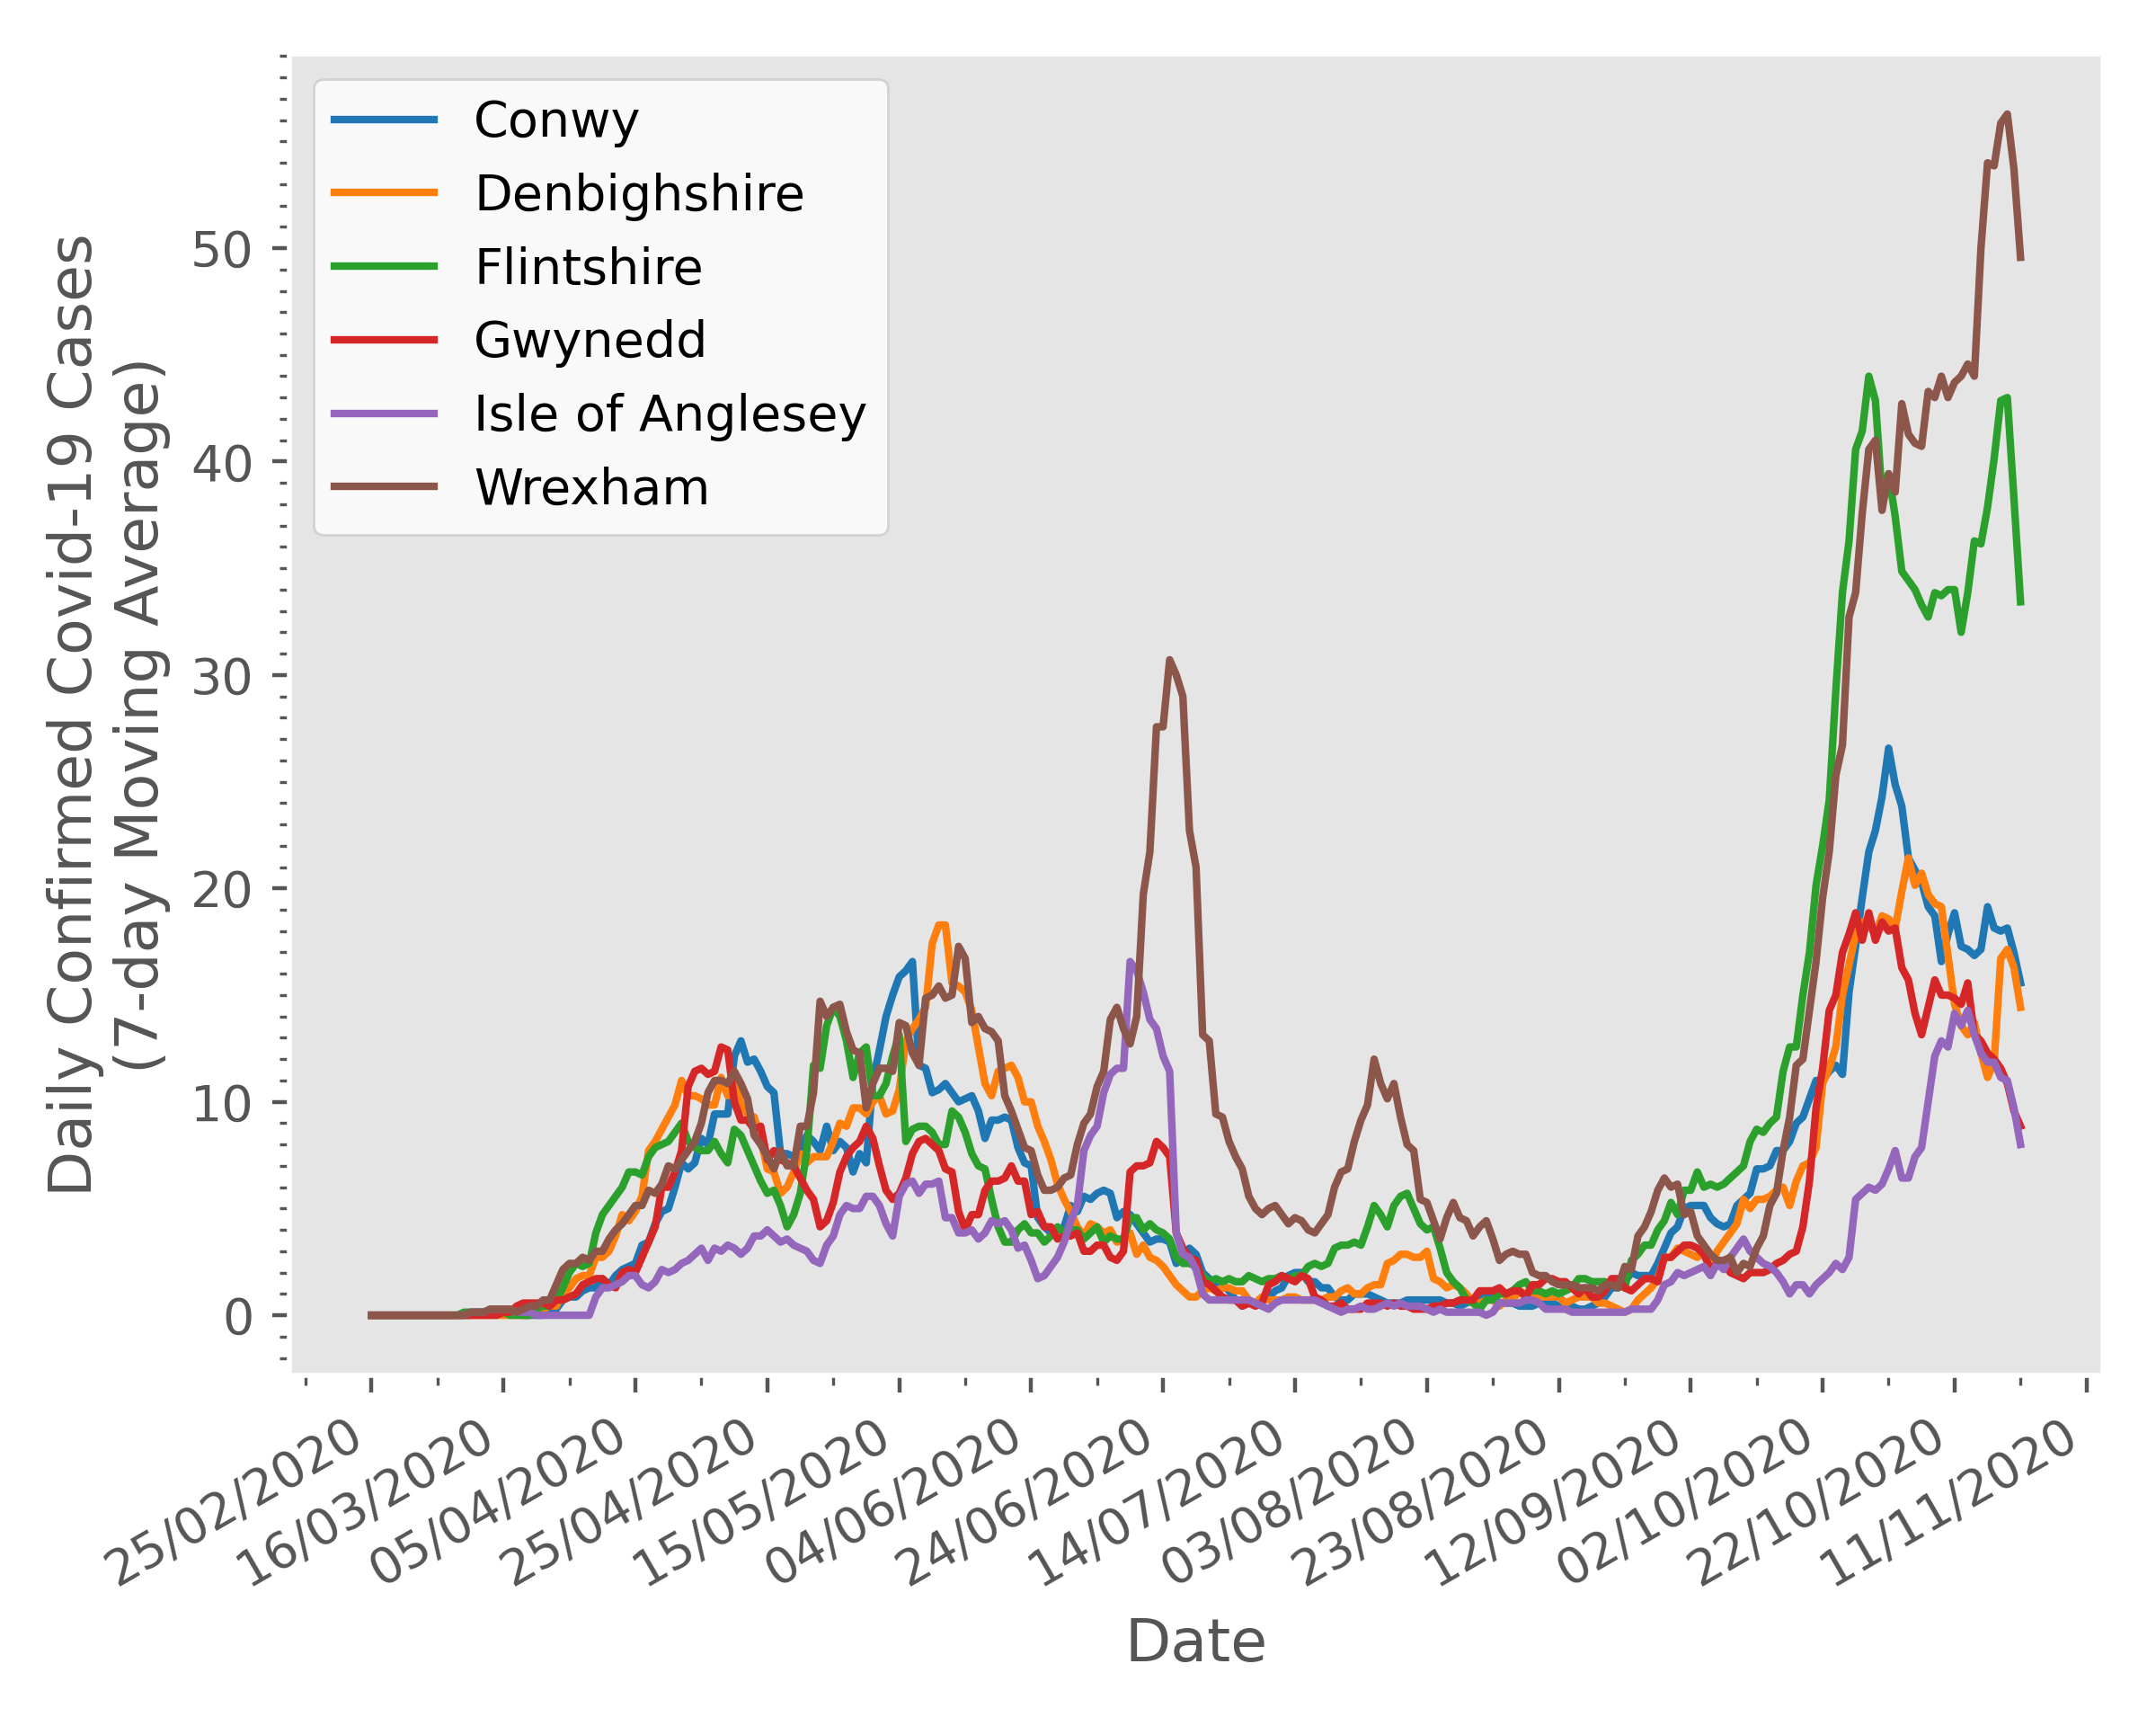 Conwy
Denbighshire
Flintshire
Gwynedd
Isle of Anglesey
Wrexham
Daily Confirmed Covid-19 Cases
(7-day Moving Average)
50
40
30
20
10
0
25/02/2020
16/03/2020
05/04/2020
25/04/2020
15/05/2020
04/06/2020
24/06/2020
14/07/2020
03/08/2020
23/08/2020
12/09/2020
02/10/2020
22/10/2020
11/11/2020
Date